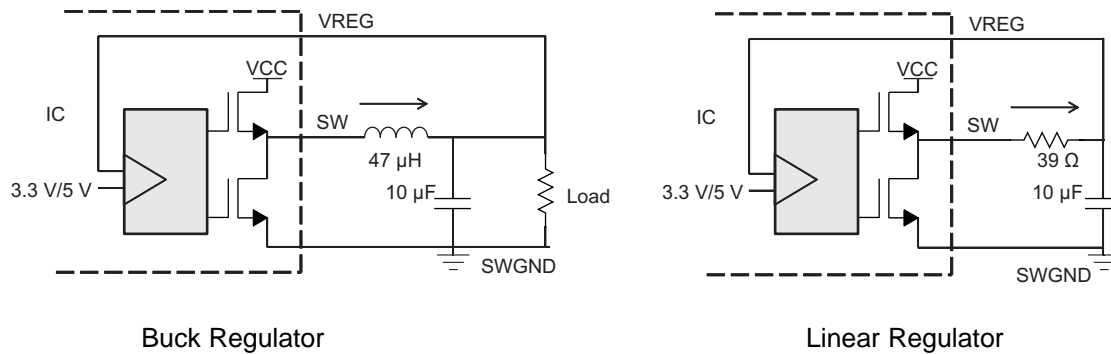 VREG
VCC
IC
SW
47 µH
3.3 V/5 V
10 µF
Load
SWGND
Buck Regulator
VREG
VCC
IC
SW
39 Ω
3.3 V/5 V
10 µF
SWGND
Linear Regulator